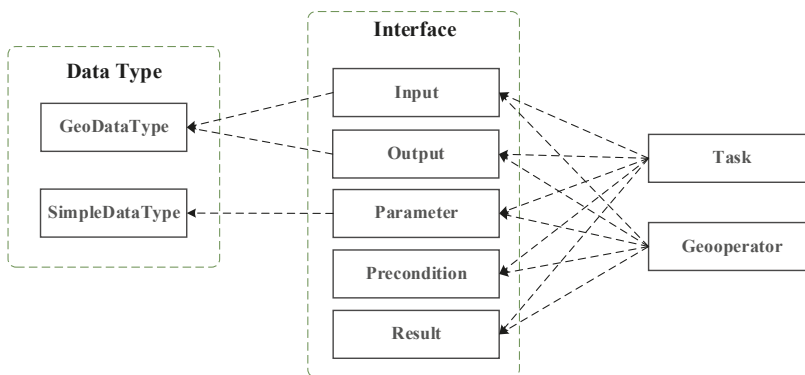 Data Type
GeoDataType
SimpleDataType
Interface
Input
Output
Parameter
Precondition
Result
Task
Geooperator